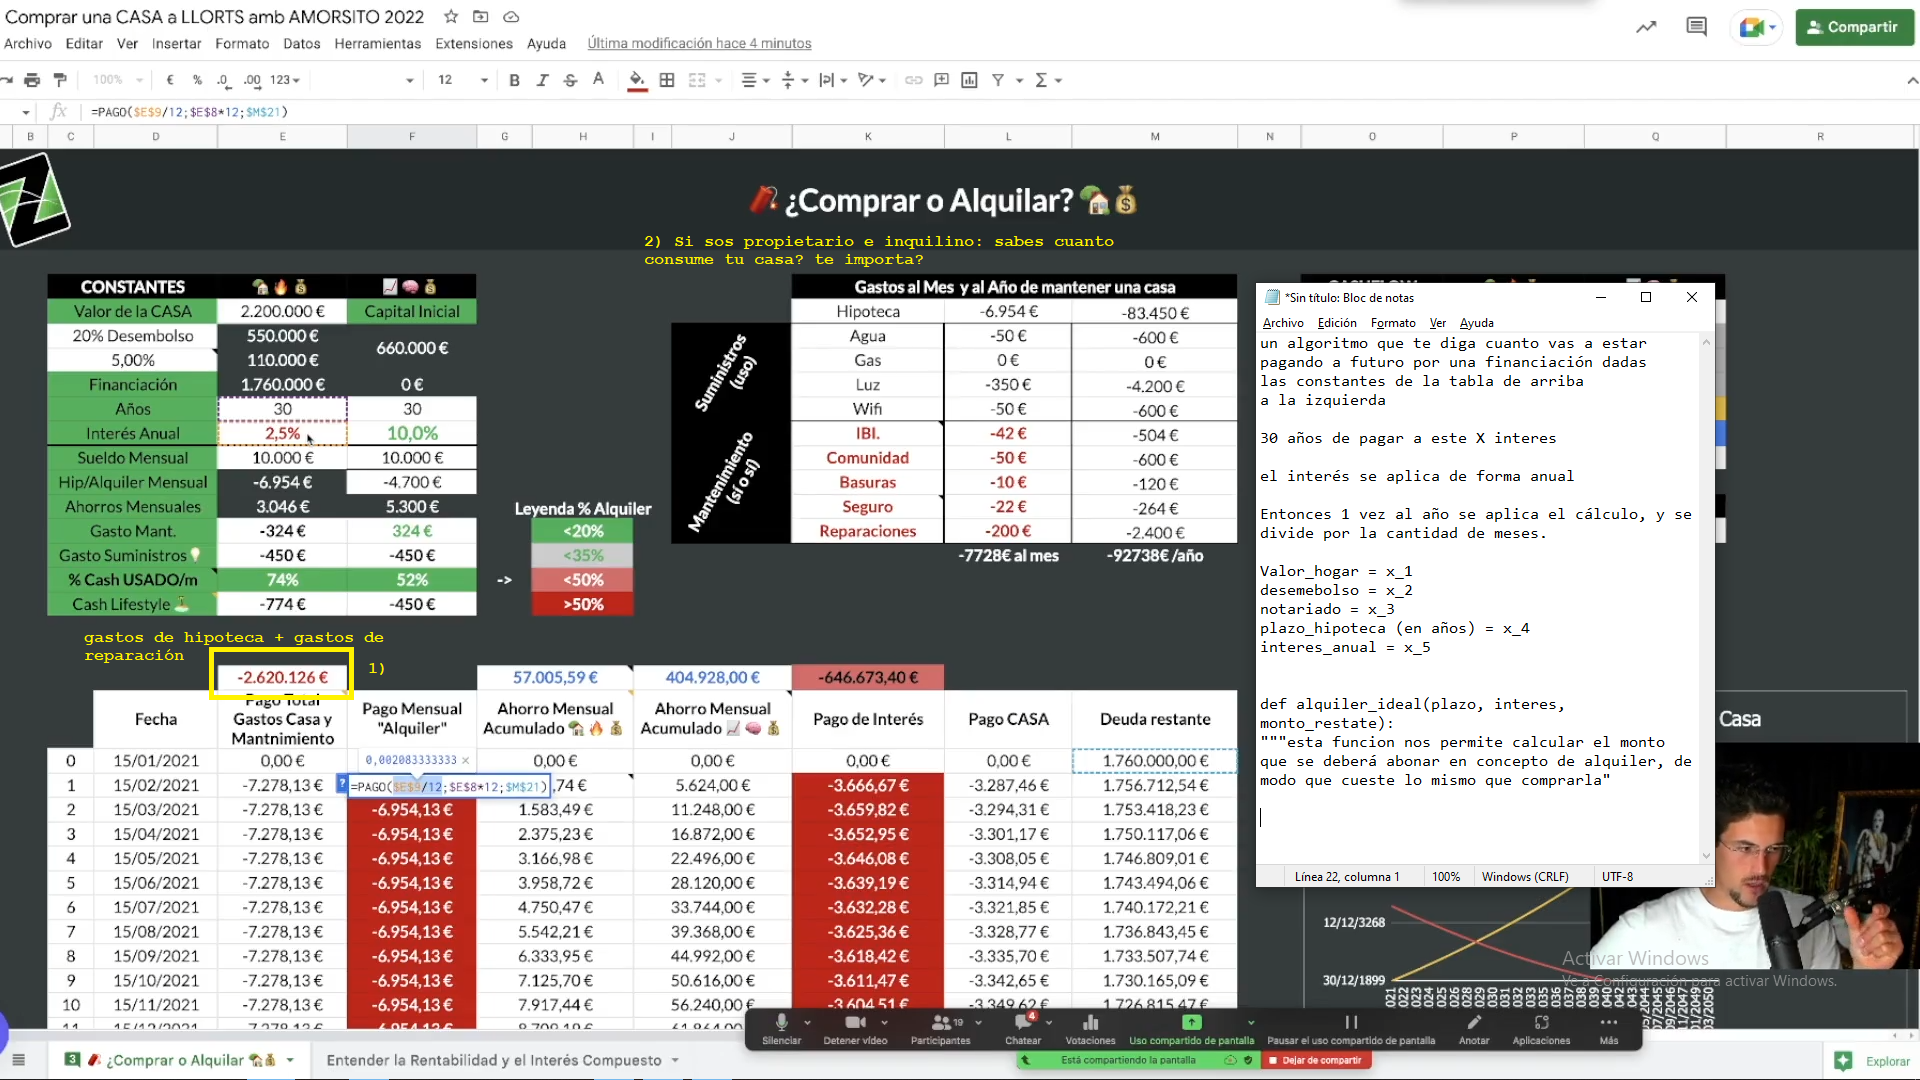 Comprar una CASA a LLORTS amb AMORSITO 2022
Archivo Editar Ver Insertar Formato Datos Herramientas Extensiones Ayuda Última modificación hace 4 minutos
Compartir
100% € % .0 .00 123 12 B I S A
fx =PAGO($E$9/12;$E$8*12;$M$21)
B C D E F G H I J K L M N O P Q R
¿Comprar o Alquilar?
2) Si sos propietario e inquilino: sabes cuanto
consume tu casa? te importa?
CONSTANTES
Valor de la CASA 2.200.000 € Capital Inicial
20% Desembolso 550.000 €
660.000 €
5,00% 110.000 €
Financiación 1.760.000 € 0 €
Años 30 30
Interés Anual 2,5% 10,0%
Sueldo Mensual 10.000 € 10.000 €
Hip/Alquiler Mensual -6.954 € -4.700 €
Ahorros Mensuales 3.046 € 5.300 €
Gasto Mant. -324 € 324 €
Gasto Suministros -450 € -450 €
% Cash USADO/m 74% 52% ->
Cash Lifestyle -774 € -450 €
Leyenda % Alquiler
<20%
<35%
<50%
>50%
Gastos al Mes y al Año de mantener una casa
Hipoteca -6.954 € -83.450 €
Suministros
(uso)
Agua -50 € -600 €
Gas 0 € 0 €
Luz -350 € -4.200 €
Wifi -50 € -600 €
Mantenimiento
(sí o sí)
IBI. -42 € -504 €
Comunidad -50 € -600 €
Basuras -10 € -120 €
Seguro -22 € -264 €
Reparaciones -200 € -2.400 €
-7728€ al mes -92738€ /año
gastos de hipoteca + gastos de
reparación
1)
-2.620.126 € 57.005,59 € 404.928,00 € -646.673,40 €
Fecha
Pago Total
Gastos Casa y
Mantnimiento
Pago Mensual
"Alquiler"
Ahorro Mensual
Acumulado
Ahorro Mensual
Acumulado
Pago de Interés
Pago CASA
Deuda restante
0,002083333333 ×
0 15/01/2021 0,00 € 0,00 € 0,00 € 0,00 € 0,00 € 1.760.000,00 €
1 15/02/2021 -7.278,13 € ? =PAGO($E$9/12;$E$8*12;$M$21) ,74 € 5.624,00 € -3.666,67 € -3.287,46 € 1.756.712,54 €
2 15/03/2021 -7.278,13 € -6.954,13 € 1.583,49 € 11.248,00 € -3.659,82 € -3.294,31 € 1.753.418,23 €
3 15/04/2021 -7.278,13 € -6.954,13 € 2.375,23 € 16.872,00 € -3.652,95 € -3.301,17 € 1.750.117,06 €
4 15/05/2021 -7.278,13 € -6.954,13 € 3.166,98 € 22.496,00 € -3.646,08 € -3.308,05 € 1.746.809,01 €
5 15/06/2021 -7.278,13 € -6.954,13 € 3.958,72 € 28.120,00 € -3.639,19 € -3.314,94 € 1.743.494,06 €
6 15/07/2021 -7.278,13 € -6.954,13 € 4.750,47 € 33.744,00 € -3.632,28 € -3.321,85 € 1.740.172,21 €
7 15/08/2021 -7.278,13 € -6.954,13 € 5.542,21 € 39.368,00 € -3.625,36 € -3.328,77 € 1.736.843,45 €
8 15/09/2021 -7.278,13 € -6.954,13 € 6.333,95 € 44.992,00 € -3.618,42 € -3.335,70 € 1.733.507,74 €
9 15/10/2021 -7.278,13 € -6.954,13 € 7.125,70 € 50.616,00 € -3.611,47 € -3.342,65 € 1.730.165,09 €
10 15/11/2021 -7.278,13 € -6.954,13 € 7.917,44 € 56.240,00 € -3.604,51 € -3.349,62 € 1.726.815,47 €
*Sin título: Bloc de notas
Archivo Edición Formato Ver Ayuda
un algoritmo que te diga cuanto vas a estar
pagando a futuro por una financiación dadas
las constantes de la tabla de arriba
a la izquierda
30 años de pagar a este X interes
el interés se aplica de forma anual
Entonces 1 vez al año se aplica el cálculo, y se
divide por la cantidad de meses.
Valor_hogar = x_1
desemebolso = x_2
notariado = x_3
plazo_hipoteca (en años) = x_4
interes_anual = x_5
def alquiler_ideal(plazo, interes,
monto_restate):
"""esta funcion nos permite calcular el monto
que se deberá abonar en concepto de alquiler, de
modo que cueste lo mismo que comprarla"
Línea 22, columna 1 100% Windows (CRLF) UTF-8
Casa
12/12/3268
30/12/1899
Activar Windows
Ve a Configuración para activar Windows.
Silenciar Detener vídeo 19 Participantes 4 Chatear Votaciones Uso compartido de pantalla Pausar el uso compartido de pantalla Anotar Aplicaciones Más
Está compartiendo la pantalla Dejar de compartir
3 ¿Comprar o Alquilar Entender la Rentabilidad y el Interés Compuesto
Explorar